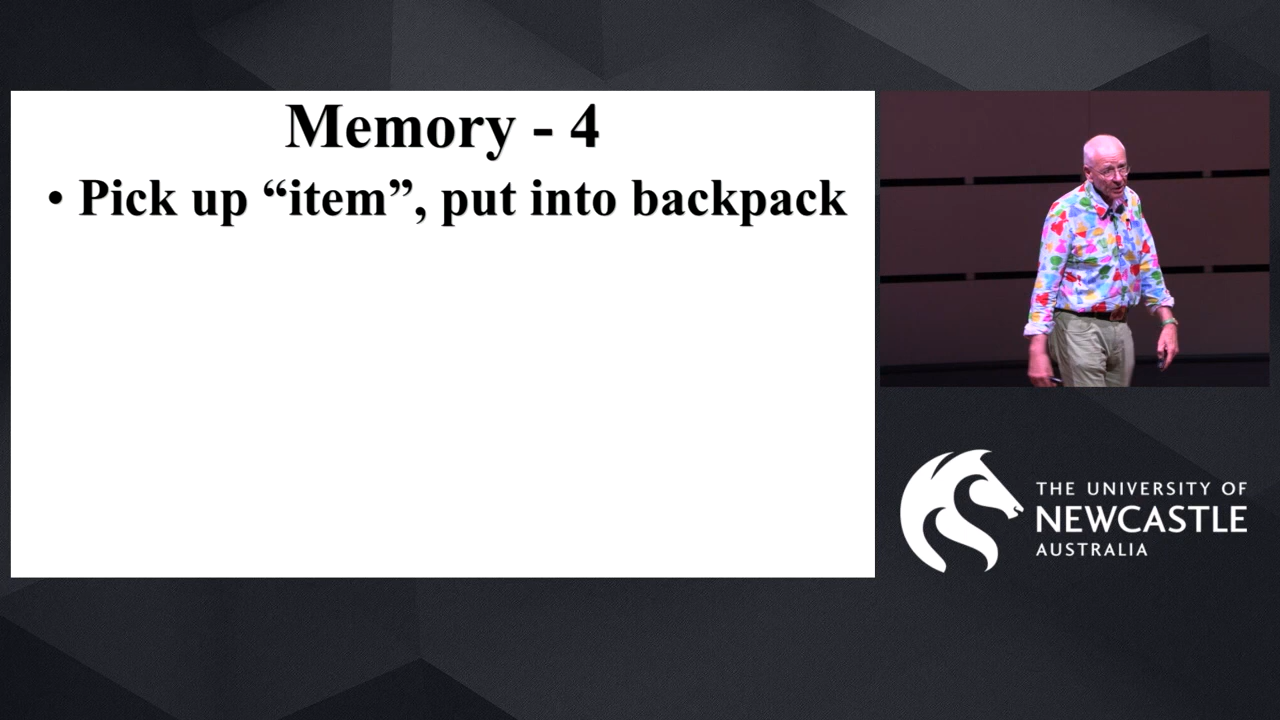 Memory - 4
• Pick up “item”, put into backpack
THE UNIVERSITY OF
NEWCASTLE
AUSTRALIA